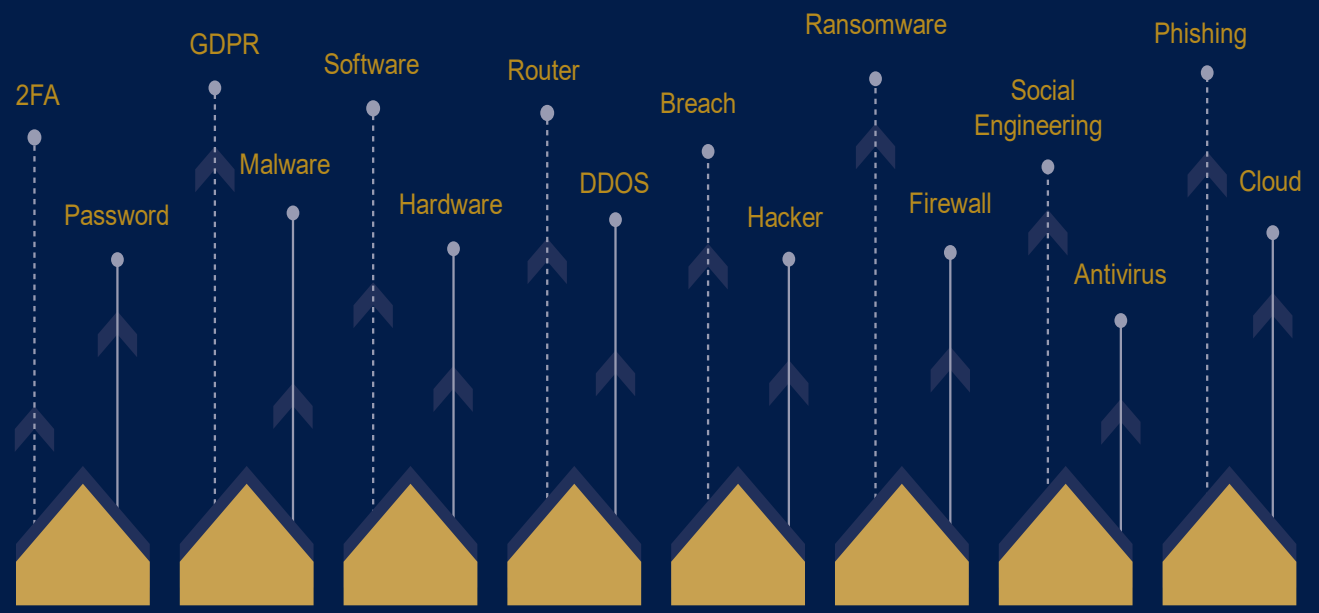 2FA
Password
GDPR
Malware
Software
Hardware
Router
DDOS
Breach
Hacker
Ransomware
Firewall
Social
Engineering
Antivirus
Phishing
Cloud